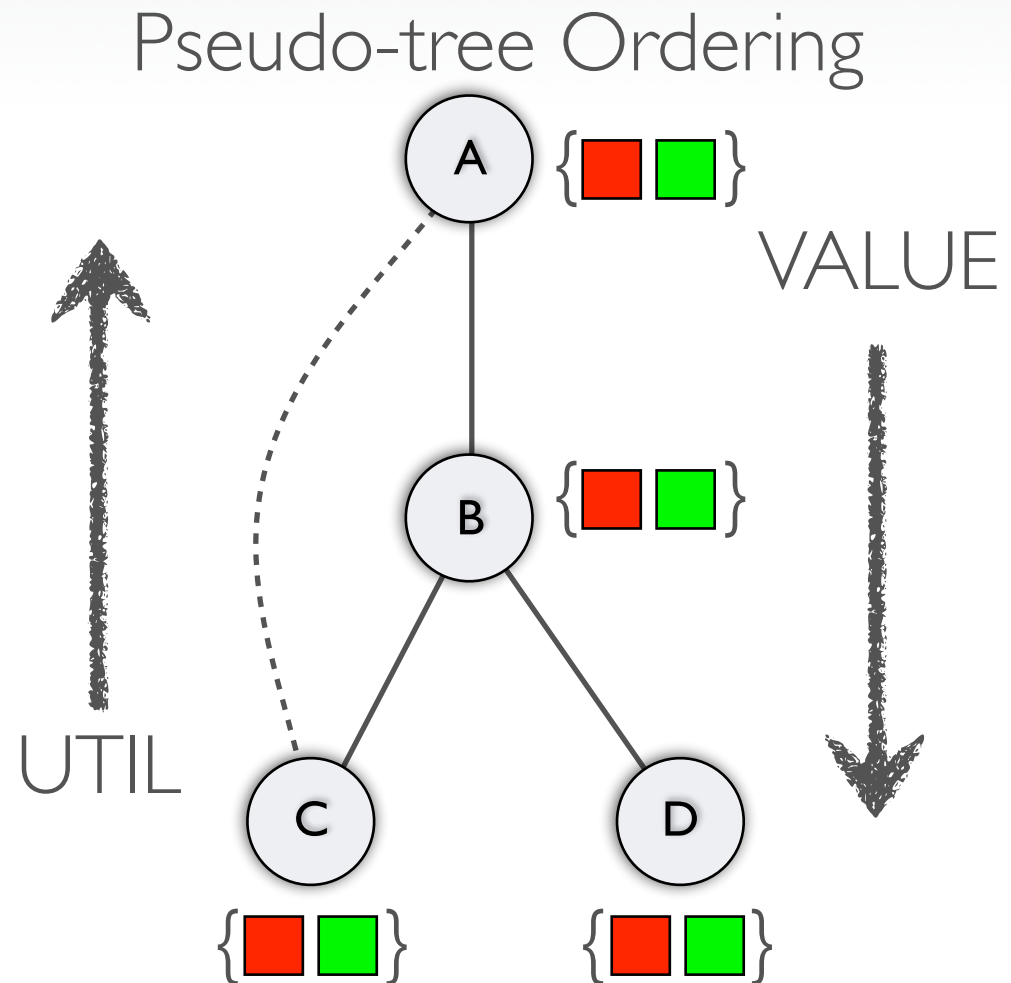 Pseudo-tree Ordering
A
{ }
VALUE
B
{ }
UTIL
C
D
{ }
{ }